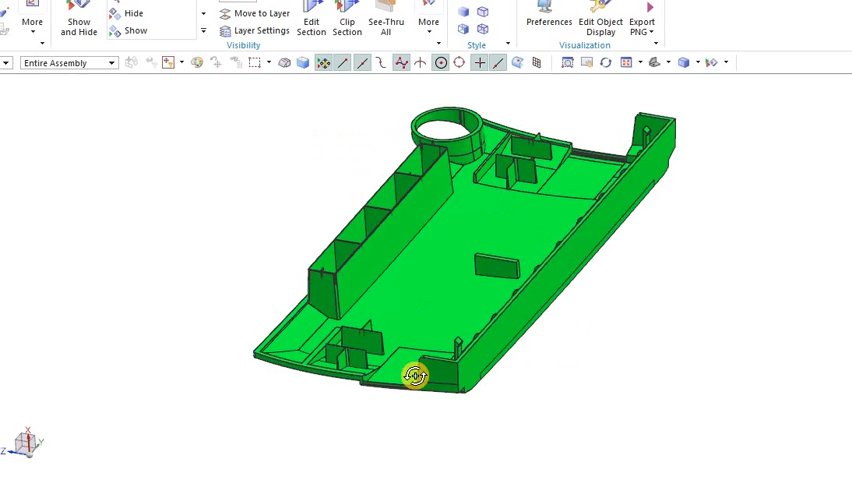 More
Show
and Hide
Hide
Show
Move to Layer
Layer Settings
Visibility
Edit
Section
Clip
Section
See-Thru
All
More
Style
Preferences
Edit Object
Display
Export
PNG
Visualization
Entire Assembly
X
Y
Z